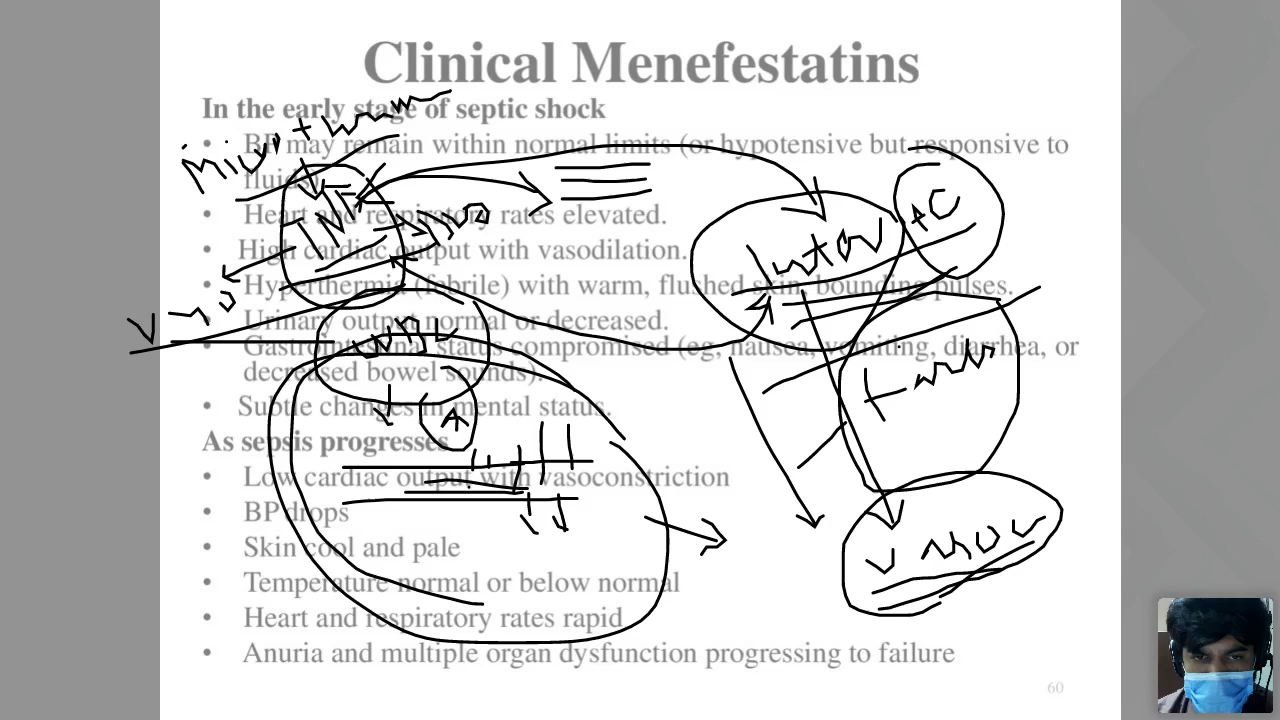 Clinical Menefestatins
In the early stage of septic shock
• BP may remain within normal limits (or hypotensive but responsive to
fluids).
• Heart and respiratory rates elevated.
• High cardiac output with vasodilation.
• Hyperthermia (febrile) with warm, flushed skin, bounding pulses.
• Urinary output normal or decreased.
• Gastrointestinal status compromised (eg, nausea, vomiting, diarrhea, or
decreased bowel sounds).
• Subtle changes in mental status.
As sepsis progresses
• Low cardiac output with vasoconstriction
• BP drops
• Skin cool and pale
• Temperature normal or below normal
• Heart and respiratory rates rapid
• Anuria and multiple organ dysfunction progressing to failure
60